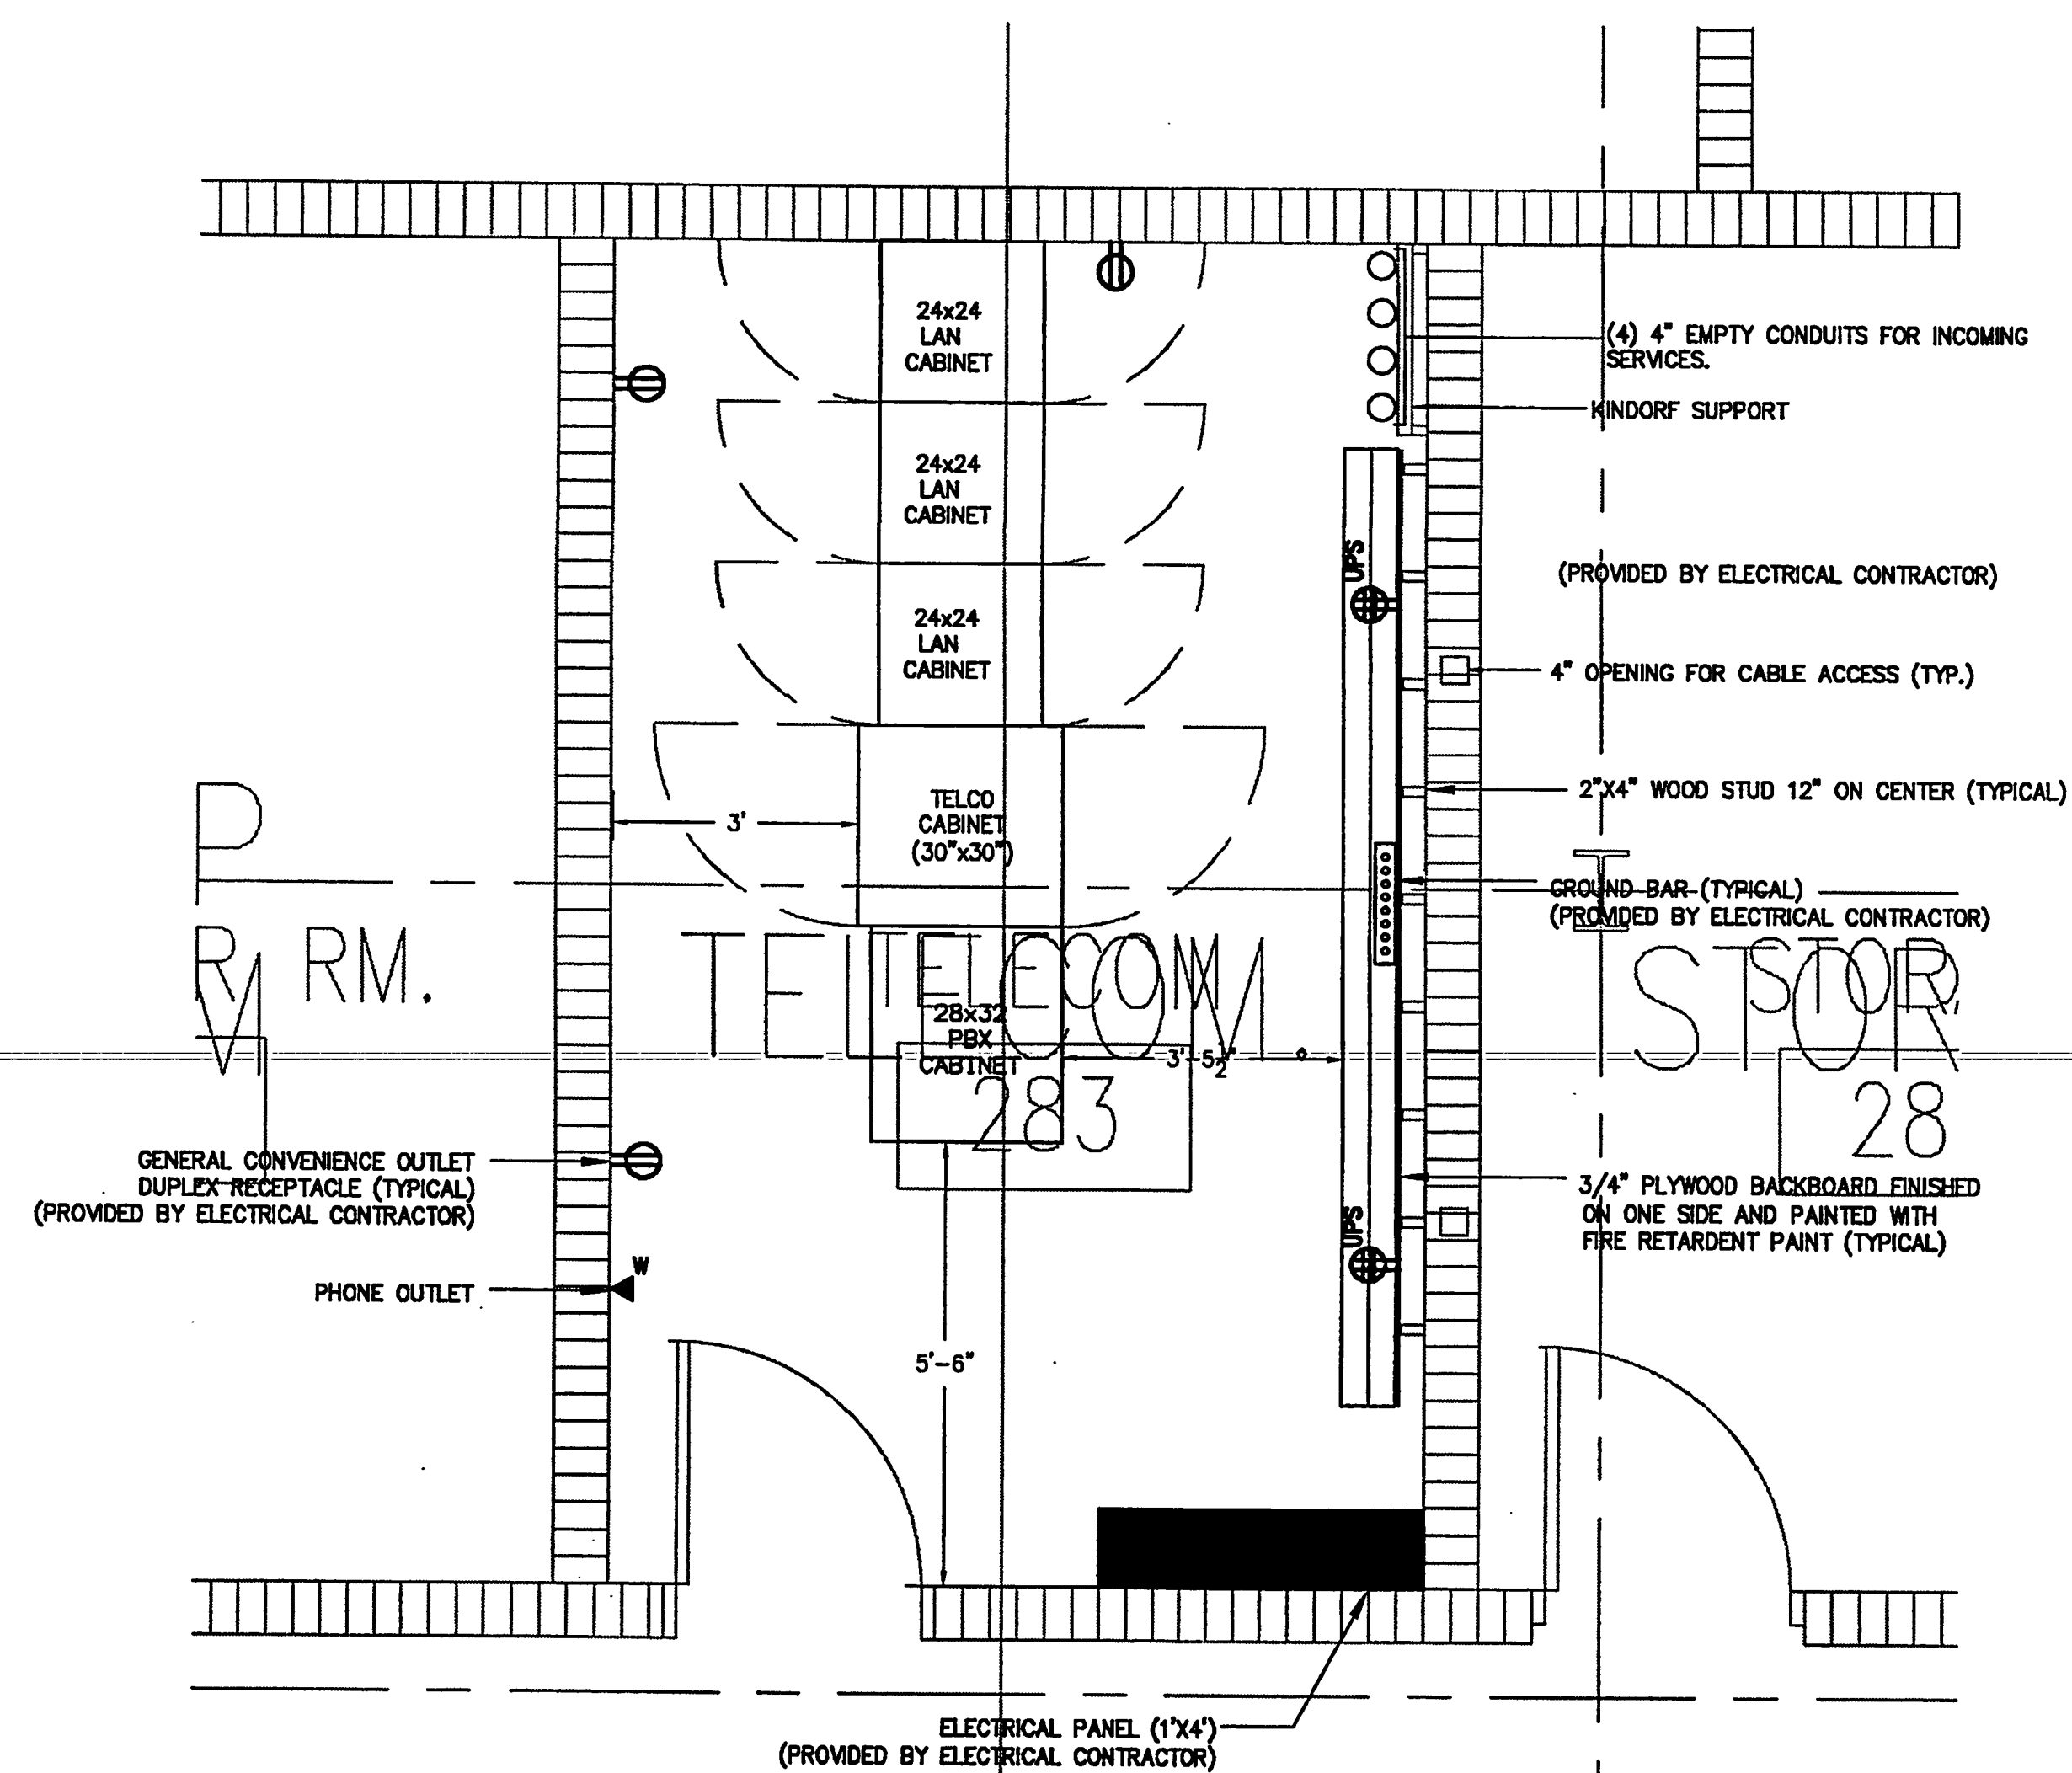 24x24
LAN
CABINET
(4) 4" EMPTY CONDUITS FOR INCOMING
SERVICES.
KINDORF SUPPORT
24x24
LAN
CABINET
UPS
(PROVIDED BY ELECTRICAL CONTRACTOR)
24x24
LAN
CABINET
4" OPENING FOR CABLE ACCESS (TYP.)
2"X4" WOOD STUD 12" ON CENTER (TYPICAL)
3'
TELCO
CABINET
(30"x30")
P
GROUND BAR (TYPICAL)
(PROVIDED BY ELECTRICAL CONTRACTOR)
R RM.
M
TELECOM
TELECOM
STOR
STOR
28x32
PBX
CABINET
3'-5½"
283
28
GENERAL CONVENIENCE OUTLET
DUPLEX RECEPTACLE (TYPICAL)
(PROVIDED BY ELECTRICAL CONTRACTOR)
3/4" PLYWOOD BACKBOARD FINISHED
ON ONE SIDE AND PAINTED WITH
FIRE RETARDENT PAINT (TYPICAL)
UPS
W
PHONE OUTLET
5'-6"
ELECTRICAL PANEL (1'X4')
(PROVIDED BY ELECTRICAL CONTRACTOR)